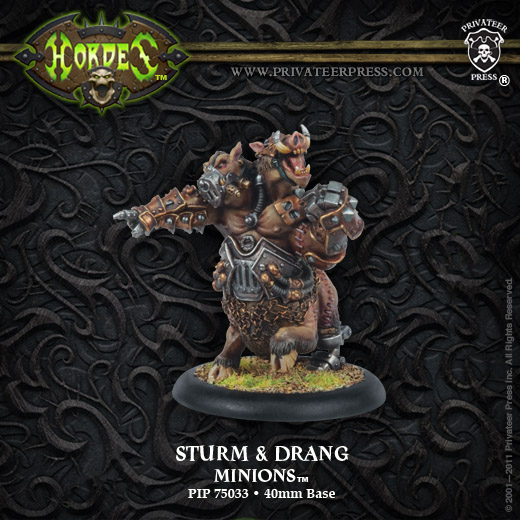 HORDES™
PRIVATEER
PRESS®
WWW.PRIVATEERPRESS.COM
© 2001–2011 Privateer Press Inc. All Rights Reserved.
STURM & DRANG
MINIONS™
PIP 75033 • 40mm Base